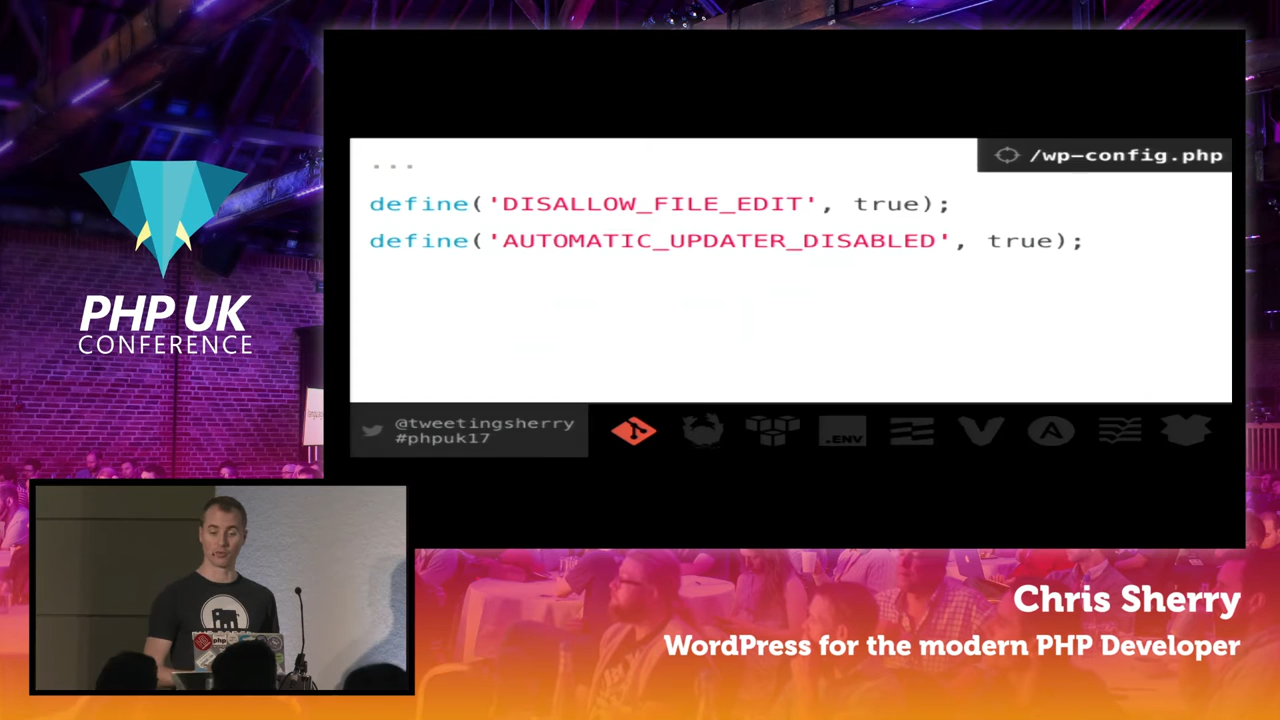 PHP UK
CONFERENCE
...
/wp-config.php
define('DISALLOW_FILE_EDIT', true);
define('AUTOMATIC_UPDATER_DISABLED', true);
@tweetingsherry
#phpuk17
.ENV
php
Chris Sherry
WordPress for the modern PHP Developer